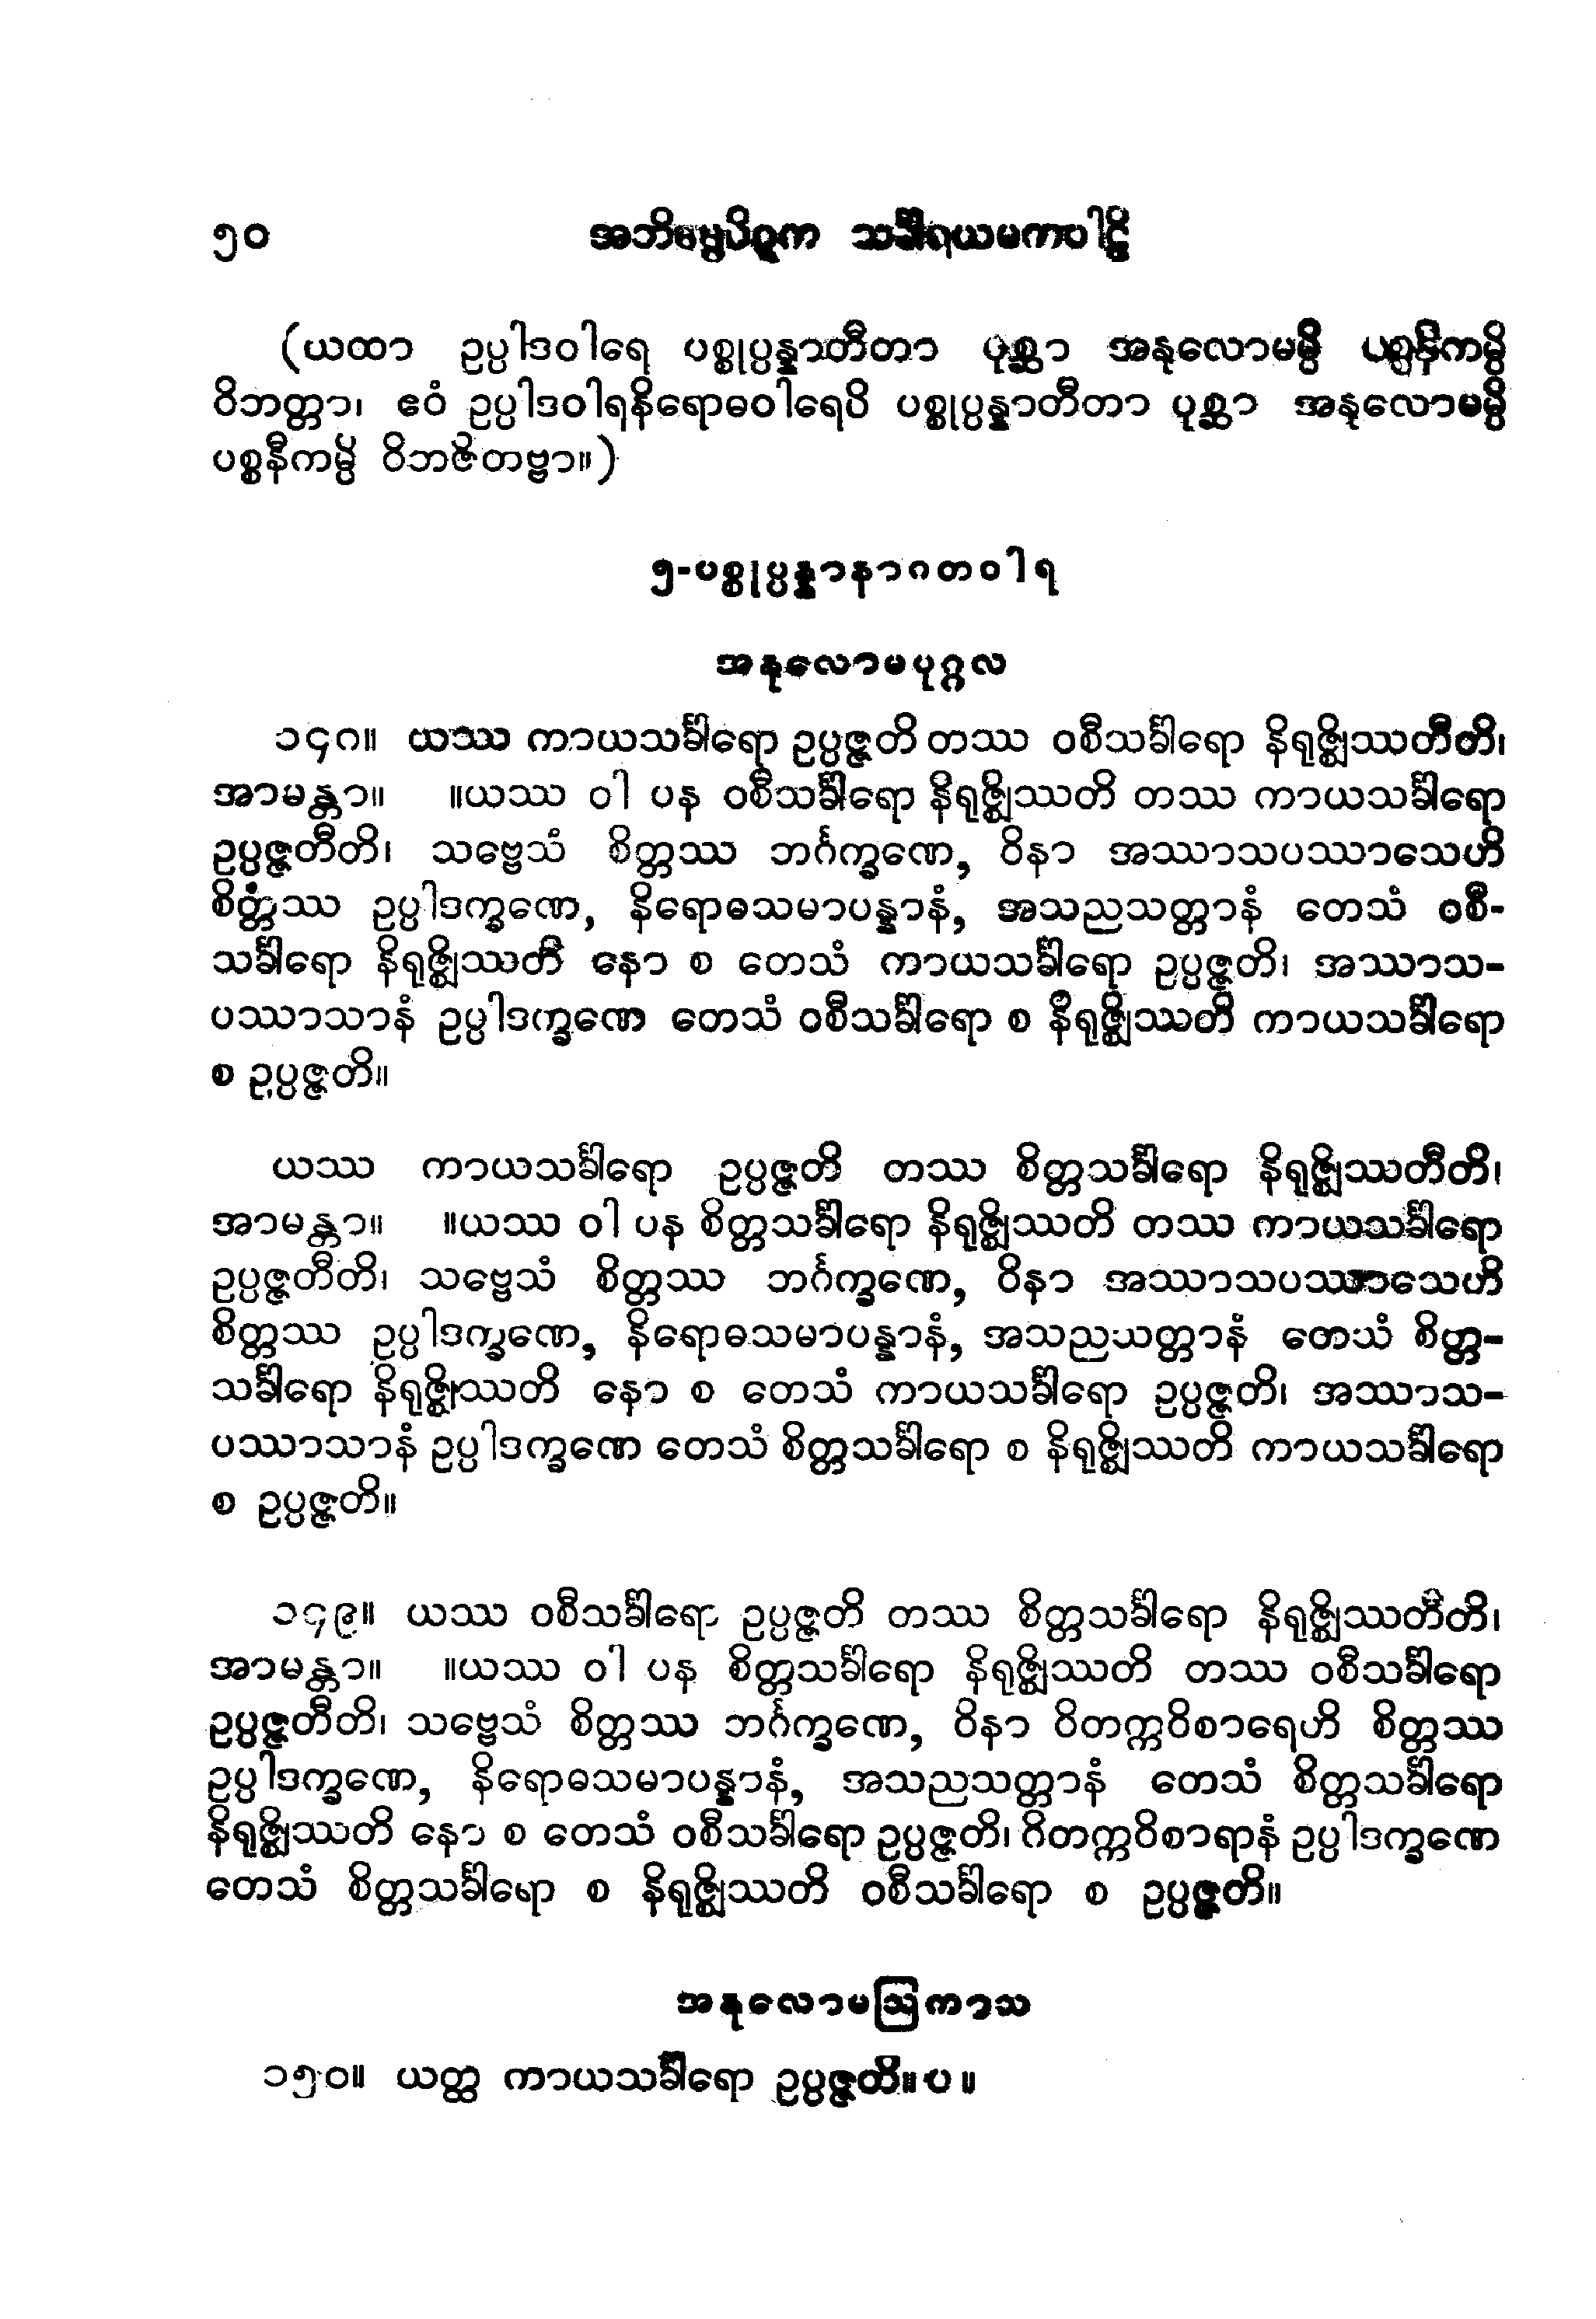 ၅၀ အဘိဓမ္မပိဋက သင်္ခါရယမကပါဠိ
(ယထာ ဥပ္ပါဒဝါရေ ပစ္စုပ္ပန္နာတီတာ ပုစ္ဆာ အနုလောမမ္ပိ ပစ္စနီကမ္ပိ
ဝိဘတ္တာ၊ ဧဝံ ဥပ္ပါဒဝါရနိရောဓဝါရေပိ ပစ္စုပ္ပန္နာတီတာ ပုစ္ဆာ အနုလောမမ္ပိ
ပစ္စနီကမ္ပိ ဝိဘဇိတဗ္ဗာ။)
၅-ပစ္စုပ္ပန္နာနာဂတဝါရ
အနုလောမပုဂ္ဂလ
၁၄၈။ ယဿ ကာယသင်္ခါရော ဥပ္ပဇ္ဇတိ တဿ ဝစီသင်္ခါရော နိရုဇ္ဈိဿတီတိ၊
အာမန္တာ။ ။ယဿ ဝါ ပန ဝစီသင်္ခါရော နိရုဇ္ဈိဿတိ တဿ ကာယသင်္ခါရော
ဥပ္ပဇ္ဇတီတိ၊ သဗ္ဗေသံ စိတ္တဿ ဘင်္ဂက္ခဏေ, ဝိနာ အဿာသပဿာသေဟိ
စိတ္တံဿ ဥပ္ပါဒက္ခဏေ, နိရောဓသမာပန္နာနံ, အသညသတ္တာနံ တေသံ ဝစီ-
သင်္ခါရော နိရုဇ္ဈိဿတိ နော စ တေသံ ကာယသင်္ခါရော ဥပ္ပဇ္ဇတိ၊ အဿာသ-
ပဿာသာနံ ဥပ္ပါဒက္ခဏေ တေသံ ဝစီသင်္ခါရော စ နိရုဇ္ဈိဿတိ ကာယသင်္ခါရော
စ ဥပ္ပဇ္ဇတိ။
ယဿ ကာယသင်္ခါရော ဥပ္ပဇ္ဇတိ တဿ စိတ္တသင်္ခါရော နိရုဇ္ဈိဿတီတိ၊
အာမန္တာ။ ။ယဿ ဝါ ပန စိတ္တသင်္ခါရော နိရုဇ္ဈိဿတိ တဿ ကာယသင်္ခါရော
ဥပ္ပဇ္ဇတီတိ၊ သဗ္ဗေသံ စိတ္တဿ ဘင်္ဂက္ခဏေ, ဝိနာ အဿာသပဿာသေဟိ
စိတ္တဿ ဥပ္ပါဒက္ခဏေ, နိရောဓသမာပန္နာနံ, အသညသတ္တာနံ တေသံ စိတ္တ-
သင်္ခါရော နိရုဇ္ဈိဿတိ နော စ တေသံ ကာယသင်္ခါရော ဥပ္ပဇ္ဇတိ၊ အဿာသ-
ပဿာသာနံ ဥပ္ပါဒက္ခဏေ တေသံ စိတ္တသင်္ခါရော စ နိရုဇ္ဈိဿတိ ကာယသင်္ခါရော
စ ဥပ္ပဇ္ဇတိ။
၁၄၉။ ယဿ ဝစီသင်္ခါရော ဥပ္ပဇ္ဇတိ တဿ စိတ္တသင်္ခါရော နိရုဇ္ဈိဿတီတိ၊
အာမန္တာ။ ။ယဿ ဝါ ပန စိတ္တသင်္ခါရော နိရုဇ္ဈိဿတိ တဿ ဝစီသင်္ခါရော
ဥပ္ပဇ္ဇတီတိ၊ သဗ္ဗေသံ စိတ္တဿ ဘင်္ဂက္ခဏေ, ဝိနာ ဝိတက္ကဝိစာရေဟိ စိတ္တဿ
ဥပ္ပါဒက္ခဏေ, နိရောဓသမာပန္နာနံ, အသညသတ္တာနံ တေသံ စိတ္တသင်္ခါရော
နိရုဇ္ဈိဿတိ နော စ တေသံ ဝစီသင်္ခါရော ဥပ္ပဇ္ဇတိ၊ ဝိတက္ကဝိစာရာနံ ဥပ္ပါဒက္ခဏေ
တေသံ စိတ္တသင်္ခါရော စ နိရုဇ္ဈိဿတိ ဝစီသင်္ခါရော စ ဥပ္ပဇ္ဇတိ။
အနုလောမဩကာသ
၁၅၀။ ယတ္ထ ကာယသင်္ခါရော ဥပ္ပဇ္ဇတိ။ပ။